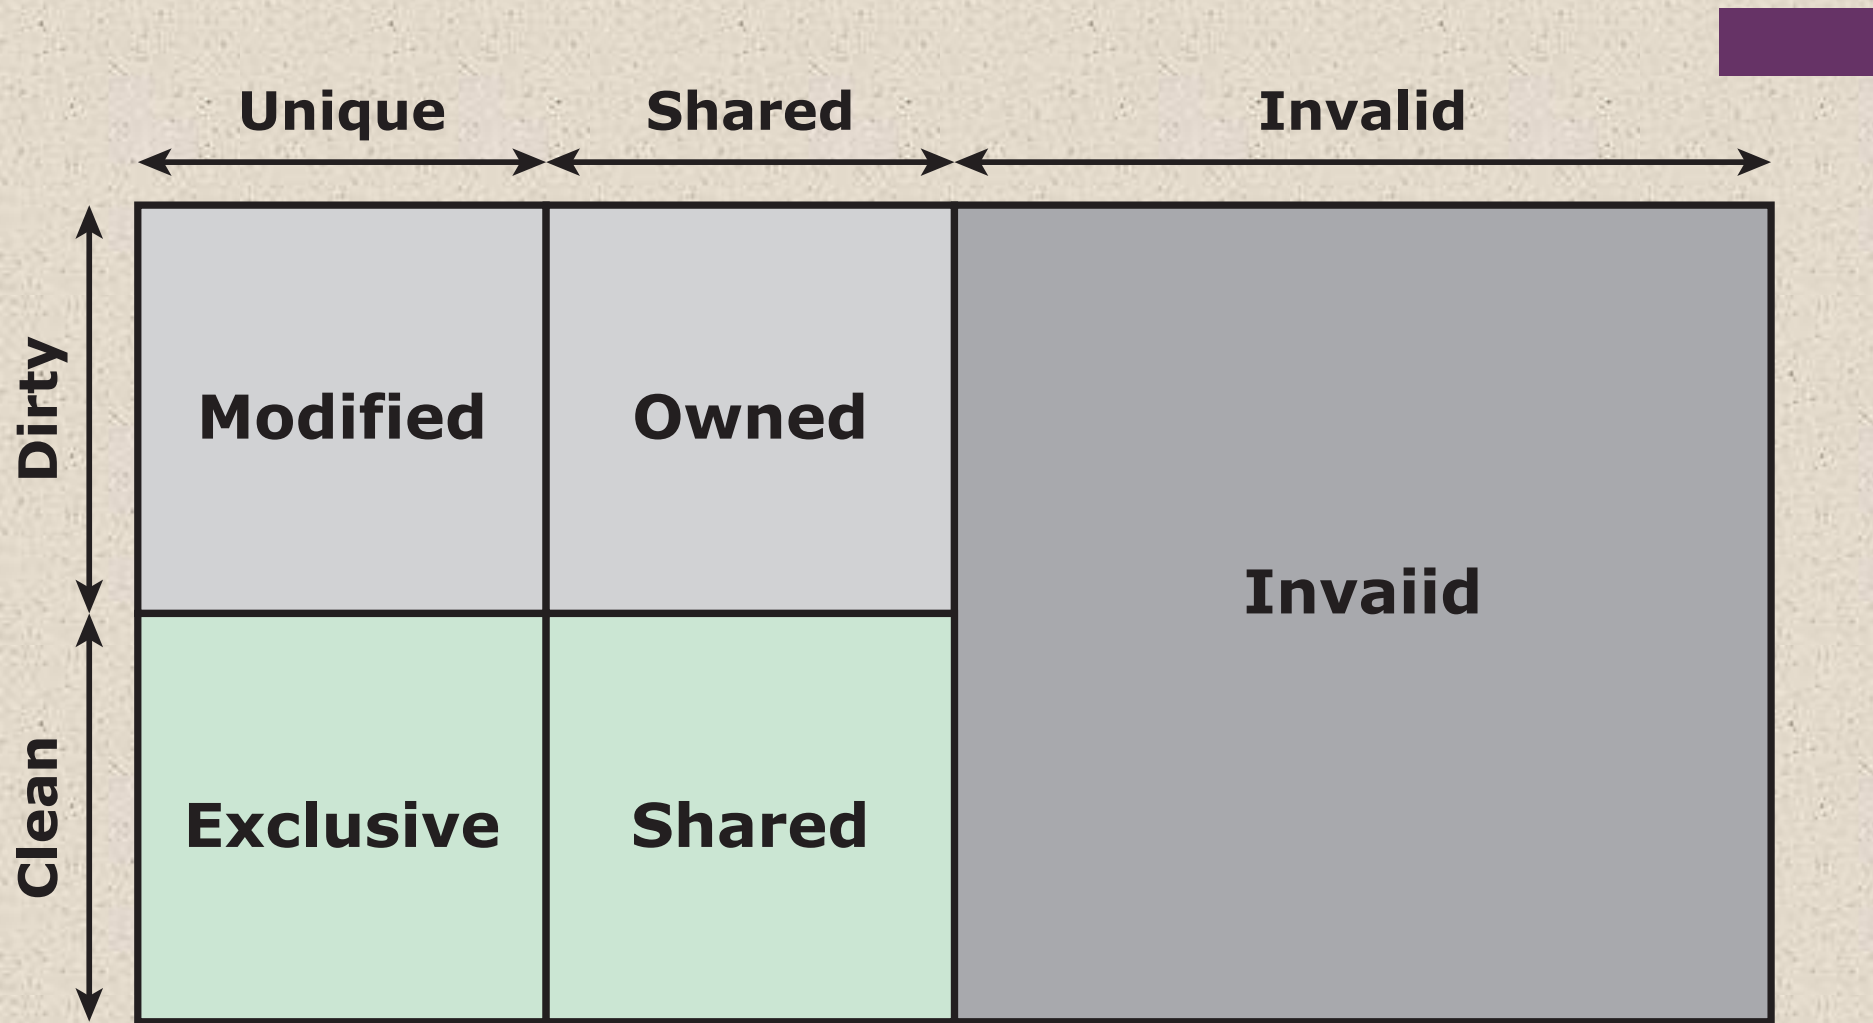 Unique Shared Invalid
Dirty
Modified Owned
Invaiid
Clean
Exclusive Shared